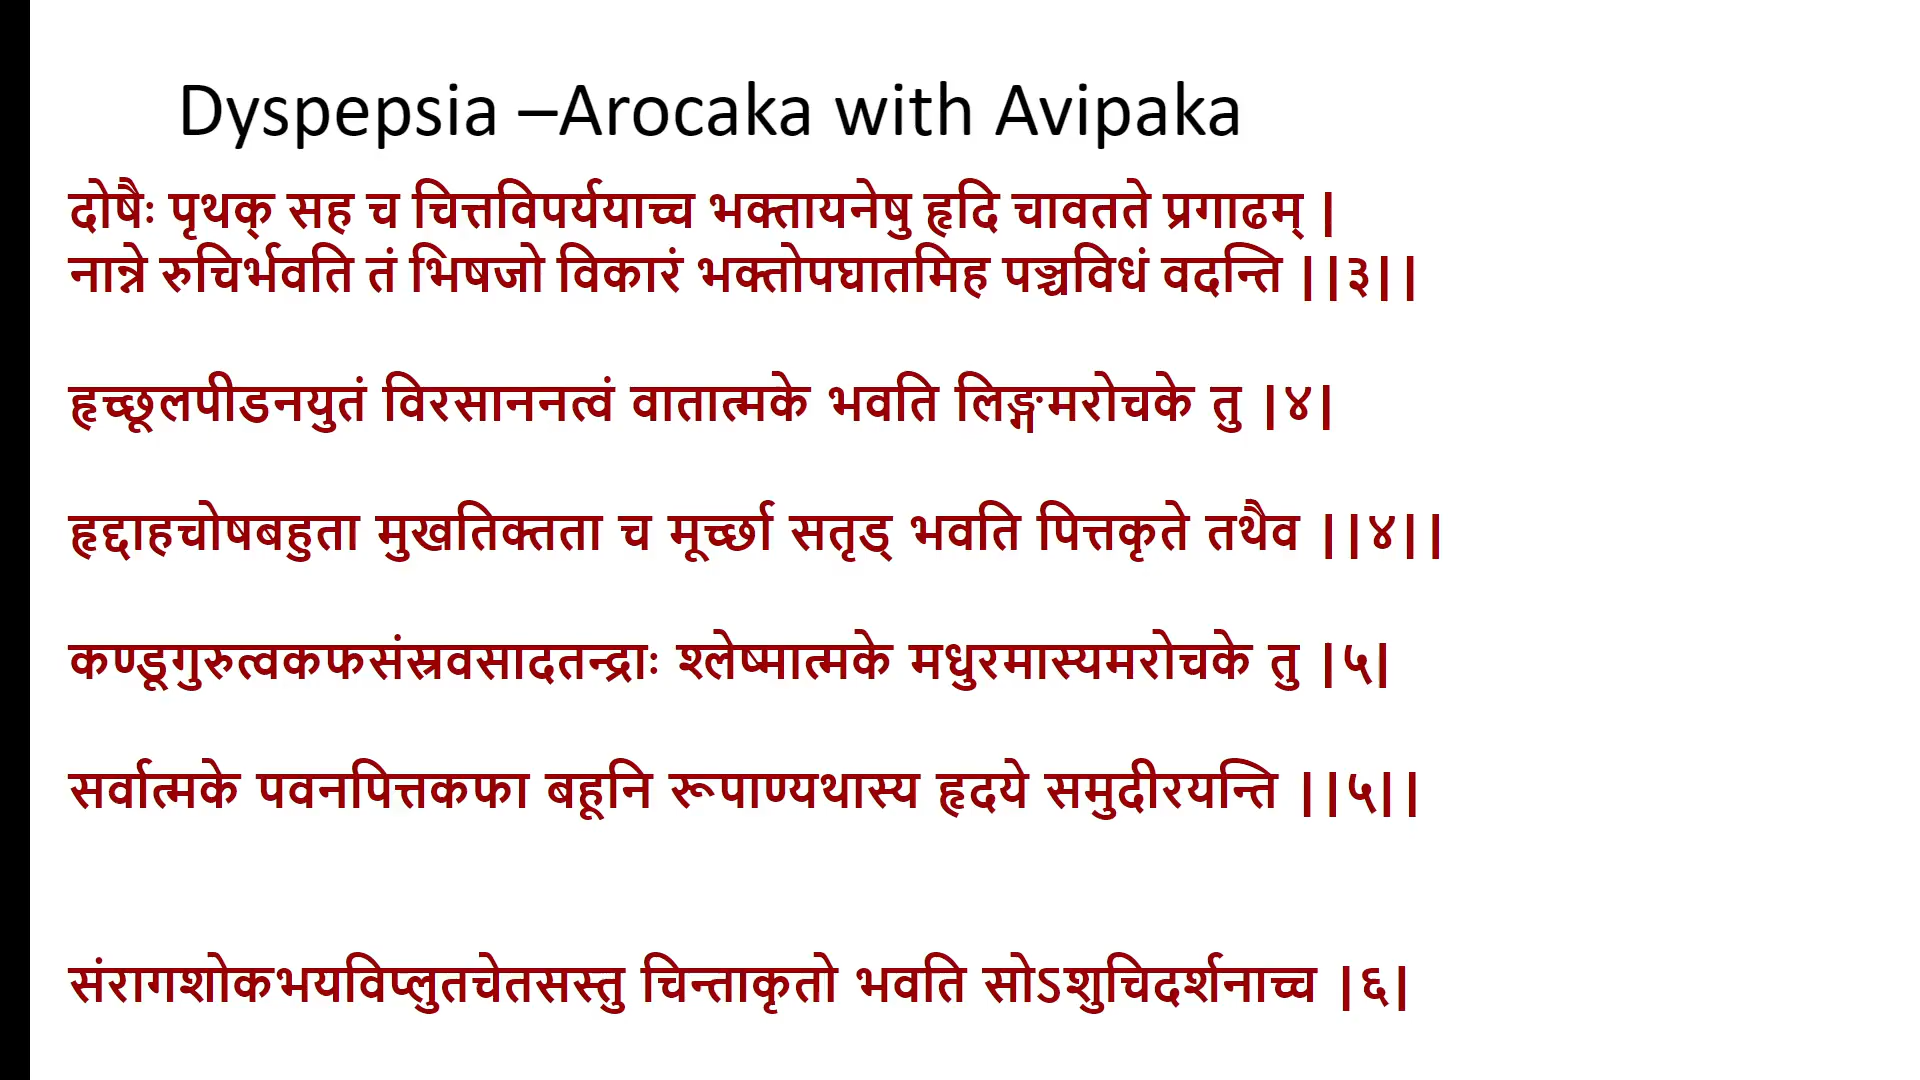 Dyspepsia –Arocaka with Avipaka
दोषैः पृथक् सह च चित्तविपर्ययाच्च भक्तायनेषु हृदि चावतते प्रगाढम् |
नान्ने रुचिर्भवति तं भिषजो विकारं भक्तोपघातमिह पञ्चविधं वदन्ति ||३||
हृच्छूलपीडनयुतं विरसाननत्वं वातात्मके भवति लिङ्गमरोचके तु |४|
हृद्दाहचोषबहुता मुखतिक्तता च मूर्च्छा सतृड् भवति पित्तकृते तथैव ||४||
कण्डूगुरुत्वकफसंस्रवसादतन्द्राः श्लेष्मात्मके मधुरमास्यमरोचके तु |५|
सर्वात्मके पवनपित्तकफा बहूनि रूपाण्यथास्य हृदये समुदीरयन्ति ||५||
संरागशोकभयविप्लुतचेतसस्तु चिन्ताकृतो भवति सोऽशुचिदर्शनाच्च |६|